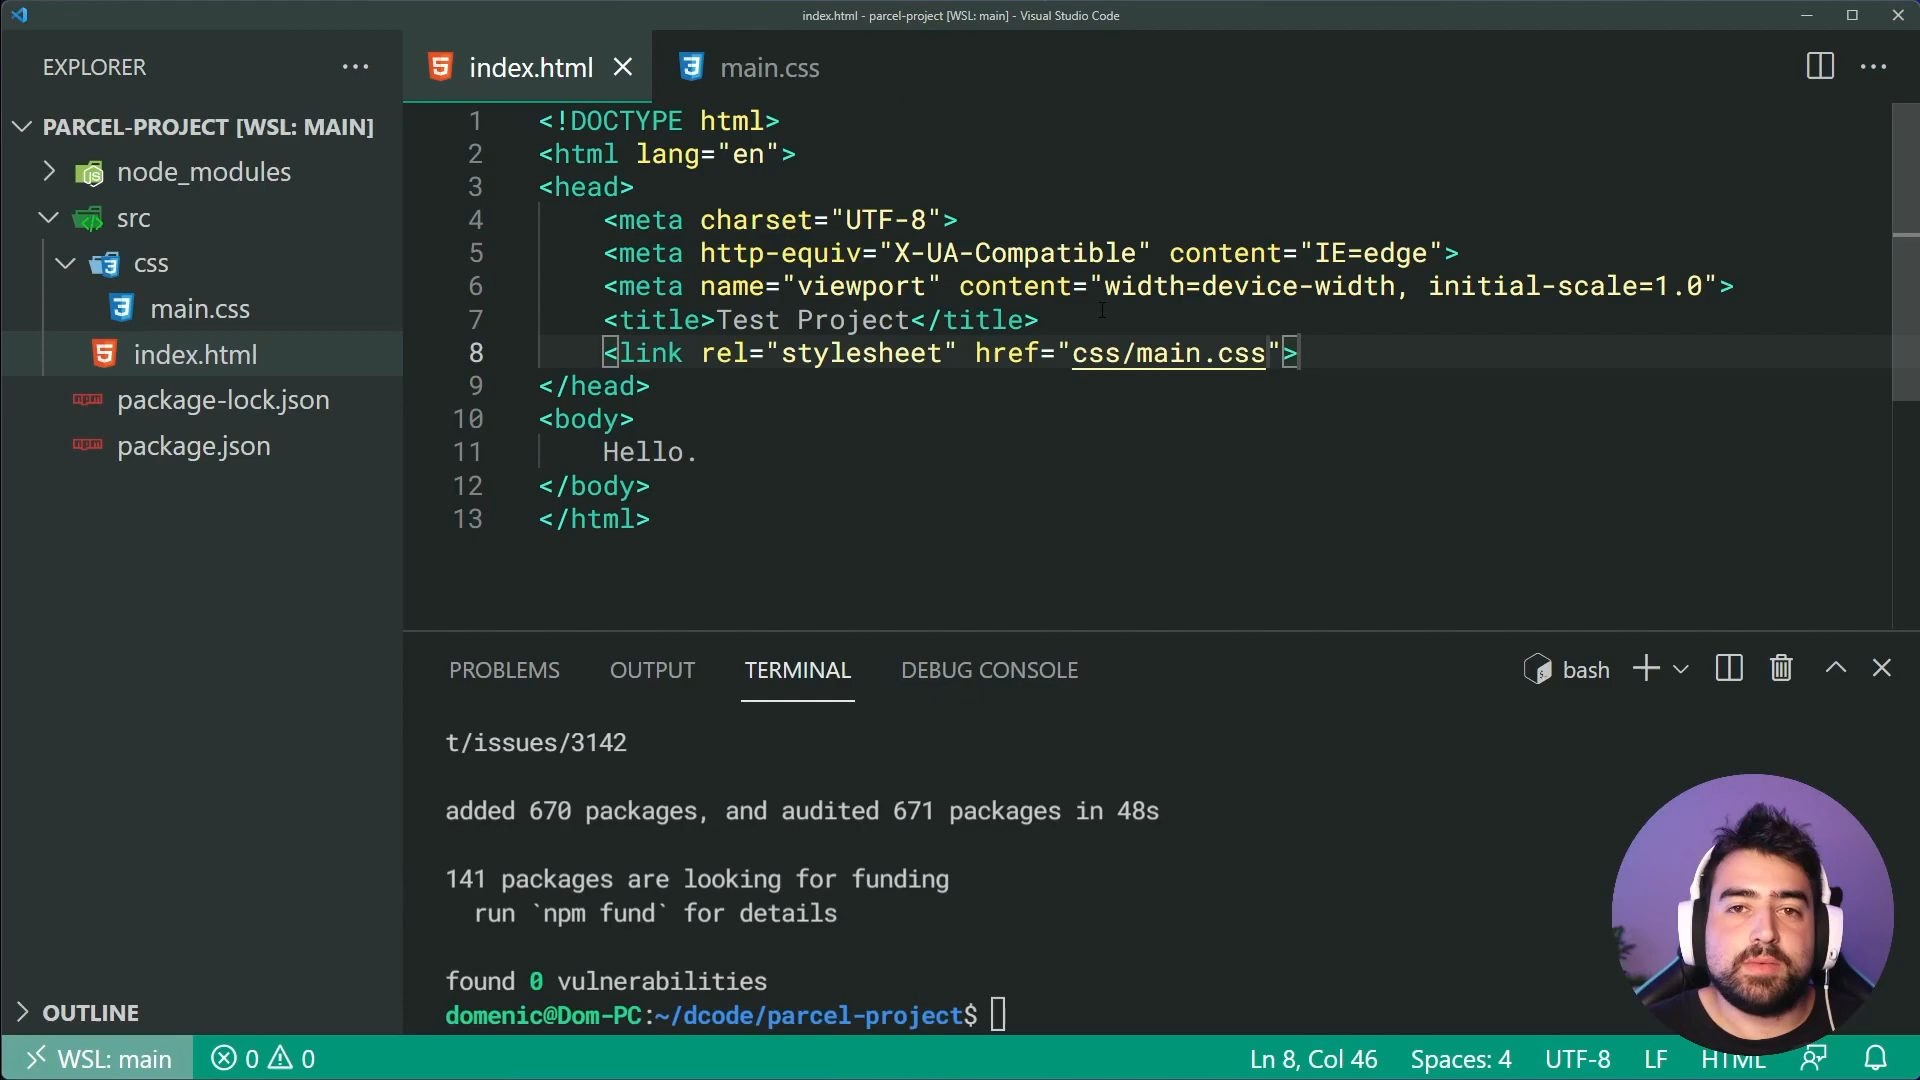 index.html - parcel-project [WSL: main] - Visual Studio Code
EXPLORER
PARCEL-PROJECT [WSL: MAIN]
node_modules
src
css
main.css
index.html
package-lock.json
package.json
OUTLINE
index.html
main.css
1 <!DOCTYPE html>
2 <html lang="en">
3 <head>
4 <meta charset="UTF-8">
5 <meta http-equiv="X-UA-Compatible" content="IE=edge">
6 <meta name="viewport" content="width=device-width, initial-scale=1.0">
7 <title>Test Project</title>
8 <link rel="stylesheet" href="css/main.css">
9 </head>
10 <body>
11 Hello.
12 </body>
13 </html>
PROBLEMS OUTPUT TERMINAL DEBUG CONSOLE
bash
t/issues/3142
added 670 packages, and audited 671 packages in 48s
141 packages are looking for funding
run `npm fund` for details
found 0 vulnerabilities
domenic@Dom-PC:~/dcode/parcel-project$
WSL: main 0 0 Ln 8, Col 46 Spaces: 4 UTF-8 LF HTML